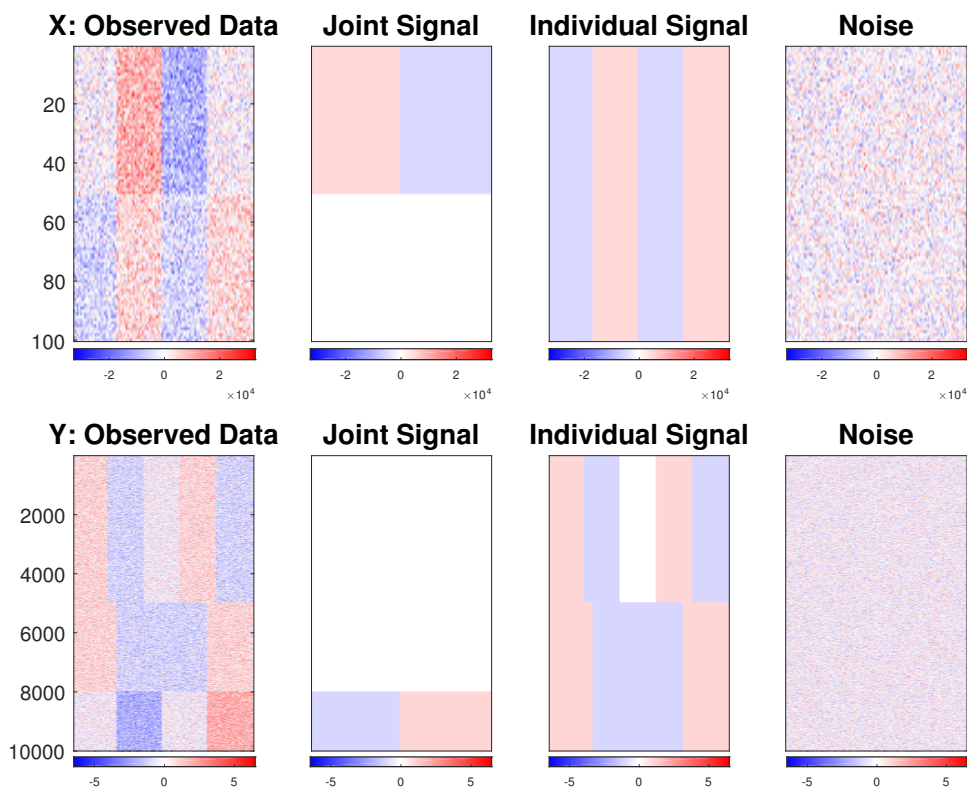 X: Observed Data Joint Signal Individual Signal Noise
20
40
60
80
100
-2 0 2 -2 0 2 -2 0 2 -2 0 2
×10⁴ ×10⁴ ×10⁴ ×10⁴
Y: Observed Data Joint Signal Individual Signal Noise
2000
4000
6000
8000
10000
-5 0 5 -5 0 5 -5 0 5 -5 0 5